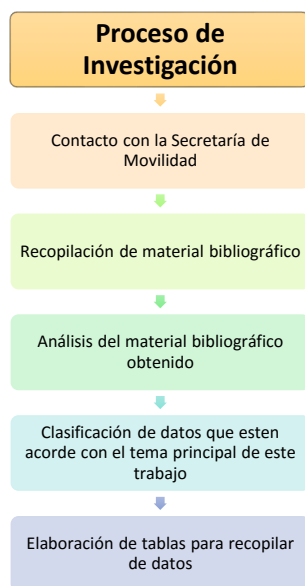 Proceso de
Investigación
Contacto con la Secretaría de
Movilidad
Recopilación de material bibliográfico
Análisis del material bibliográfico
obtenido
Clasificación de datos que esten
acorde con el tema principal de este
trabajo
Elaboración de tablas para recopilar
de datos